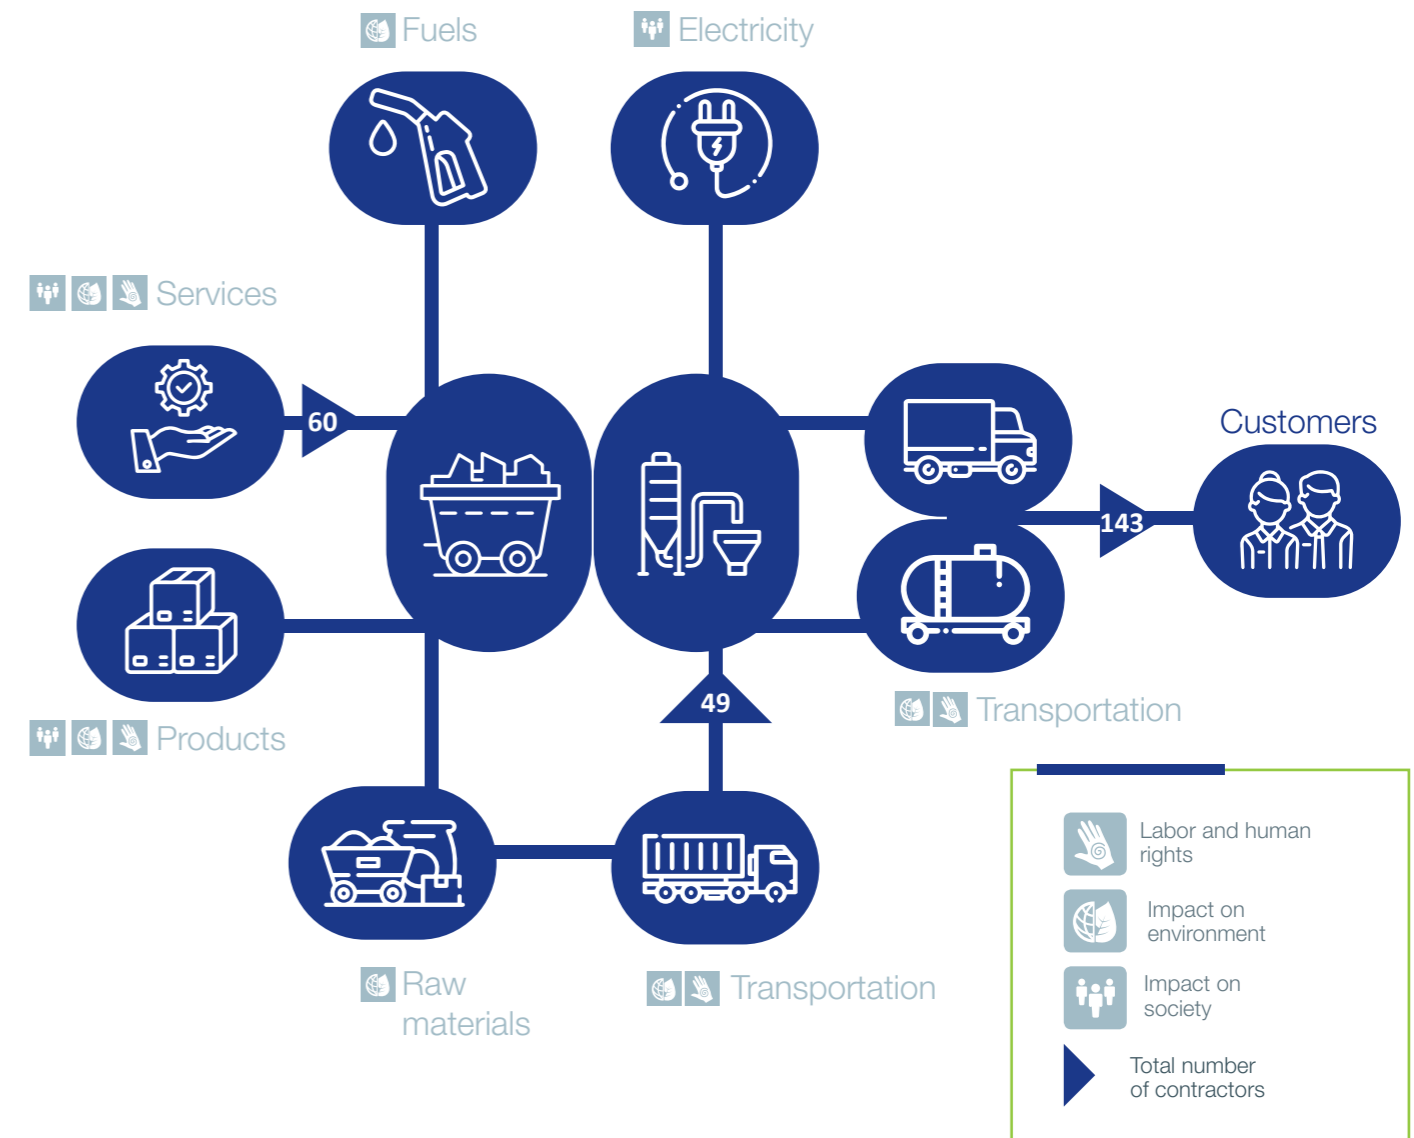 Fuels
Electricity
Services
60
Customers
143
Products
49
Transportation
Raw
materials
Transportation
Labor and human
rights
Impact on
environment
Impact on
society
Total number
of contractors